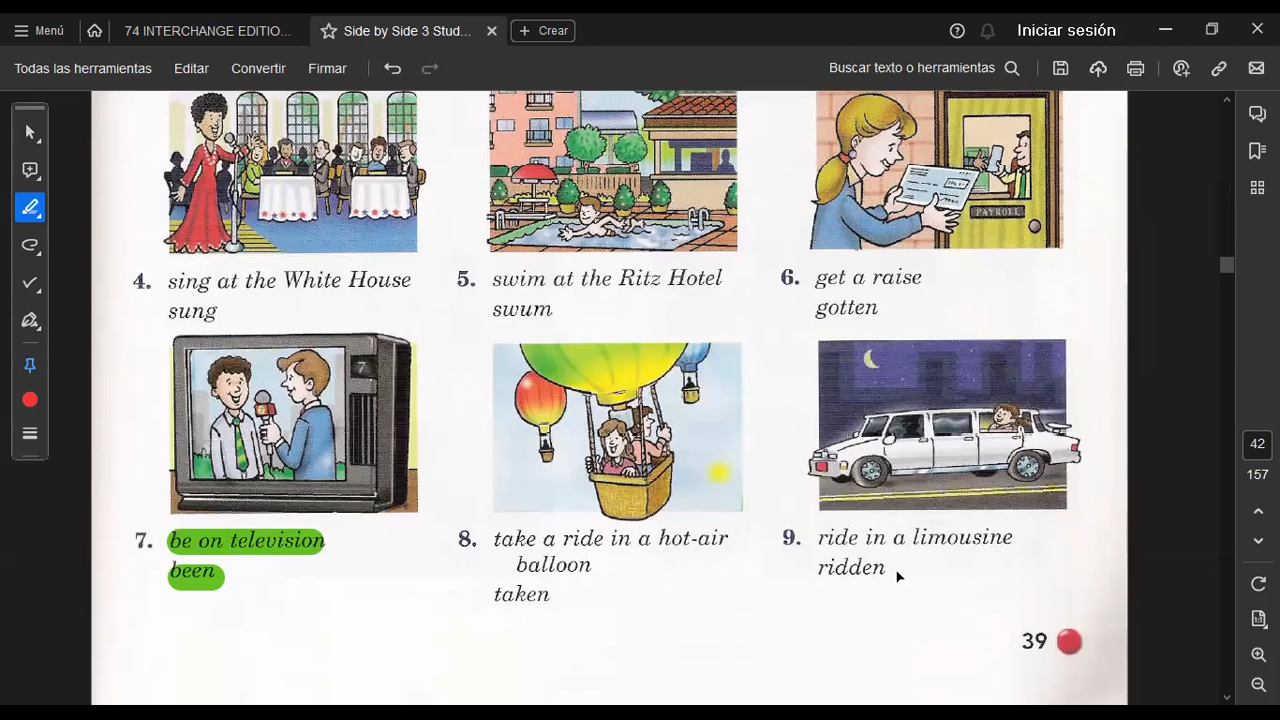 Menú
74 INTERCHANGE EDITIO...
Side by Side 3 Stud...
Crear
Iniciar sesión
Todas las herramientas
Editar
Convertir
Firmar
Buscar texto o herramientas
PAYROLL
4. sing at the White House
sung
5. swim at the Ritz Hotel
swum
6. get a raise
gotten
7
7. be on television
been
8. take a ride in a hot-air
balloon
taken
9. ride in a limousine
ridden
39
42
157